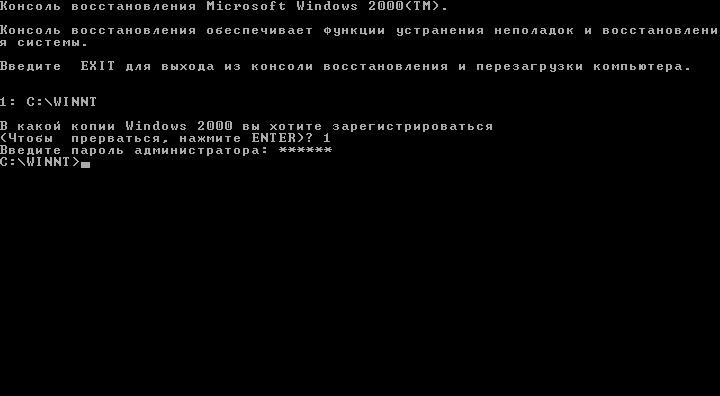 Консоль восстановления Microsoft Windows 2000(TM).
Консоль восстановления обеспечивает функции устранения неполадок и восстановлени
я системы.
Введите  EXIT для выхода из консоли восстановления и перезагрузки компьютера.
1: C:\WINNT
В какой копии Windows 2000 вы хотите зарегистрироваться
(Чтобы  прерваться, нажмите ENTER)? 1
Введите пароль администратора: ******
C:\WINNT>